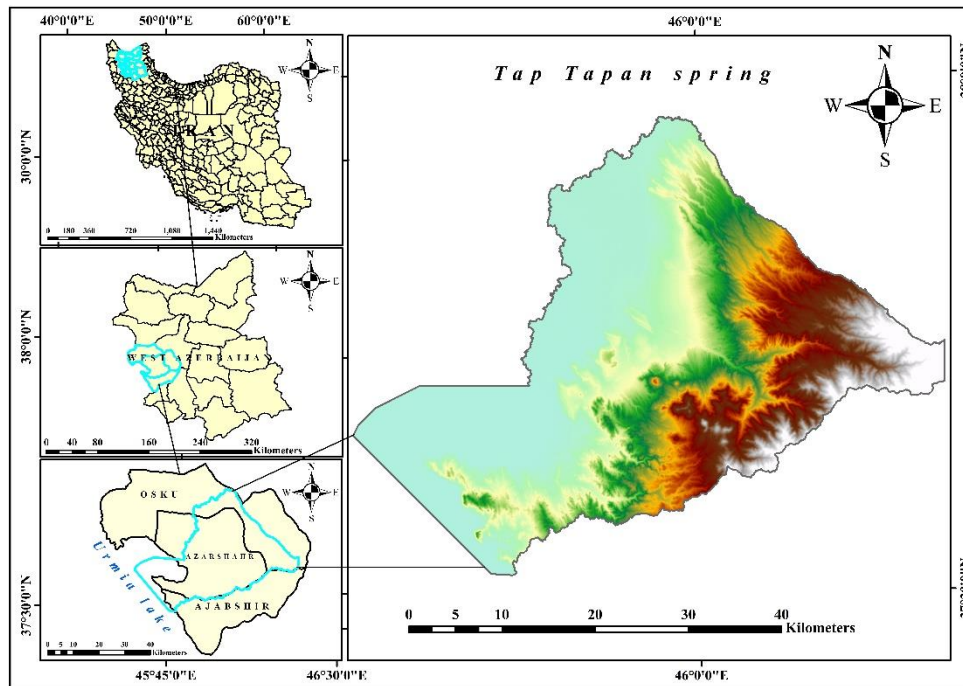 40°0'0"E 50°0'0"E 60°0'0"E
46°0'0"E
N
W E
S
IRAN
30°0'0"N
0 180 360 720 1,080 1,440
Kilometers
N
W E
S
38°0'0"N
WEST AZERBAIJAN
0 40 80 160 240 320
Kilometers
N
W E
S
OSKU
AZARSHAHR
AJABSHIR
Urmia lake
37°30'0"N
0 5 10 20 30 40
Kilometers
45°45'0"E 46°30'0"E
Tap Tapan spring
N
W E
S
0 5 10 20 30 40
Kilometers
46°0'0"E